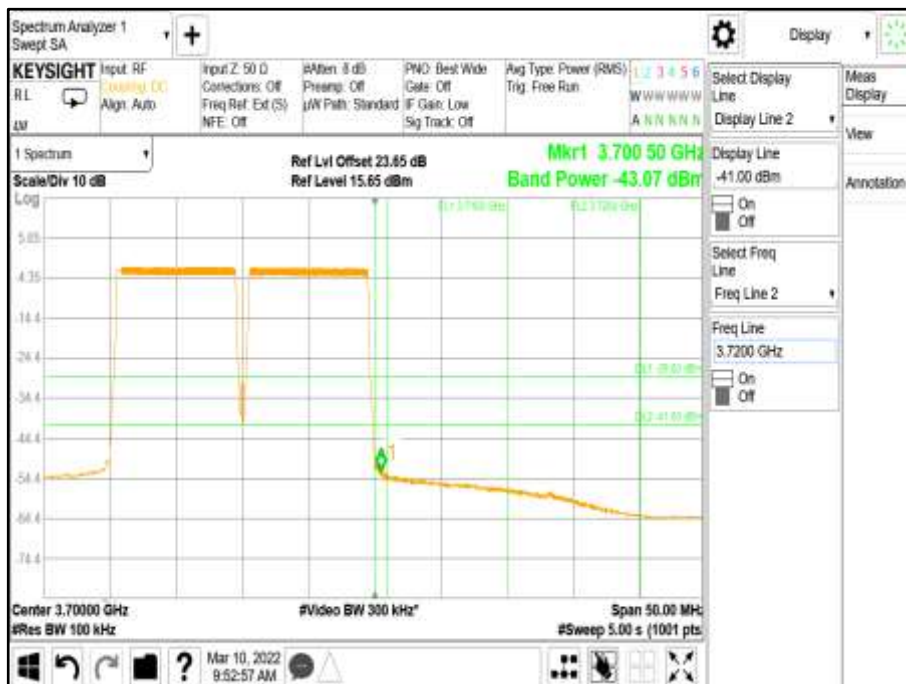 Spectrum Analyzer 1
Swept SA
Display
KEYSIGHT
Input: RF
Coupling: DC
Align: Auto
Input Z: 50 Ω
Corrections: Off
Freq Ref: Ext (S)
NFE: Off
#Atten: 8 dB
Preamp: Off
µW Path: Standard
PNO: Best Wide
Gate: Off
IF Gain: Low
Sig Track: Off
Avg Type: Power (RMS)
Trig: Free Run
1 2 3 4 5 6
W W W W W W
A N N N N N
R L
Select Display
Line
Display Line 2
Display Line
-41.00 dBm
On
Off
Select Freq
Line
Freq Line 2
Freq Line
3.7200 GHz
On
Off
Meas
Display
View
Annotation
1 Spectrum
Scale/Div 10 dB
Log
Ref Lvl Offset 23.65 dB
Ref Level 15.65 dBm
Mkr1 3.700 50 GHz
Band Power -43.07 dBm
5.65
-4.35
-14.4
-24.4
-34.4
-44.4
-54.4
-64.4
-74.4
1
Center 3.70000 GHz
#Res BW 100 kHz
#Video BW 300 kHz*
Span 50.00 MHz
#Sweep 5.00 s (1001 pts
?
Mar 10, 2022
9:52:57 AM